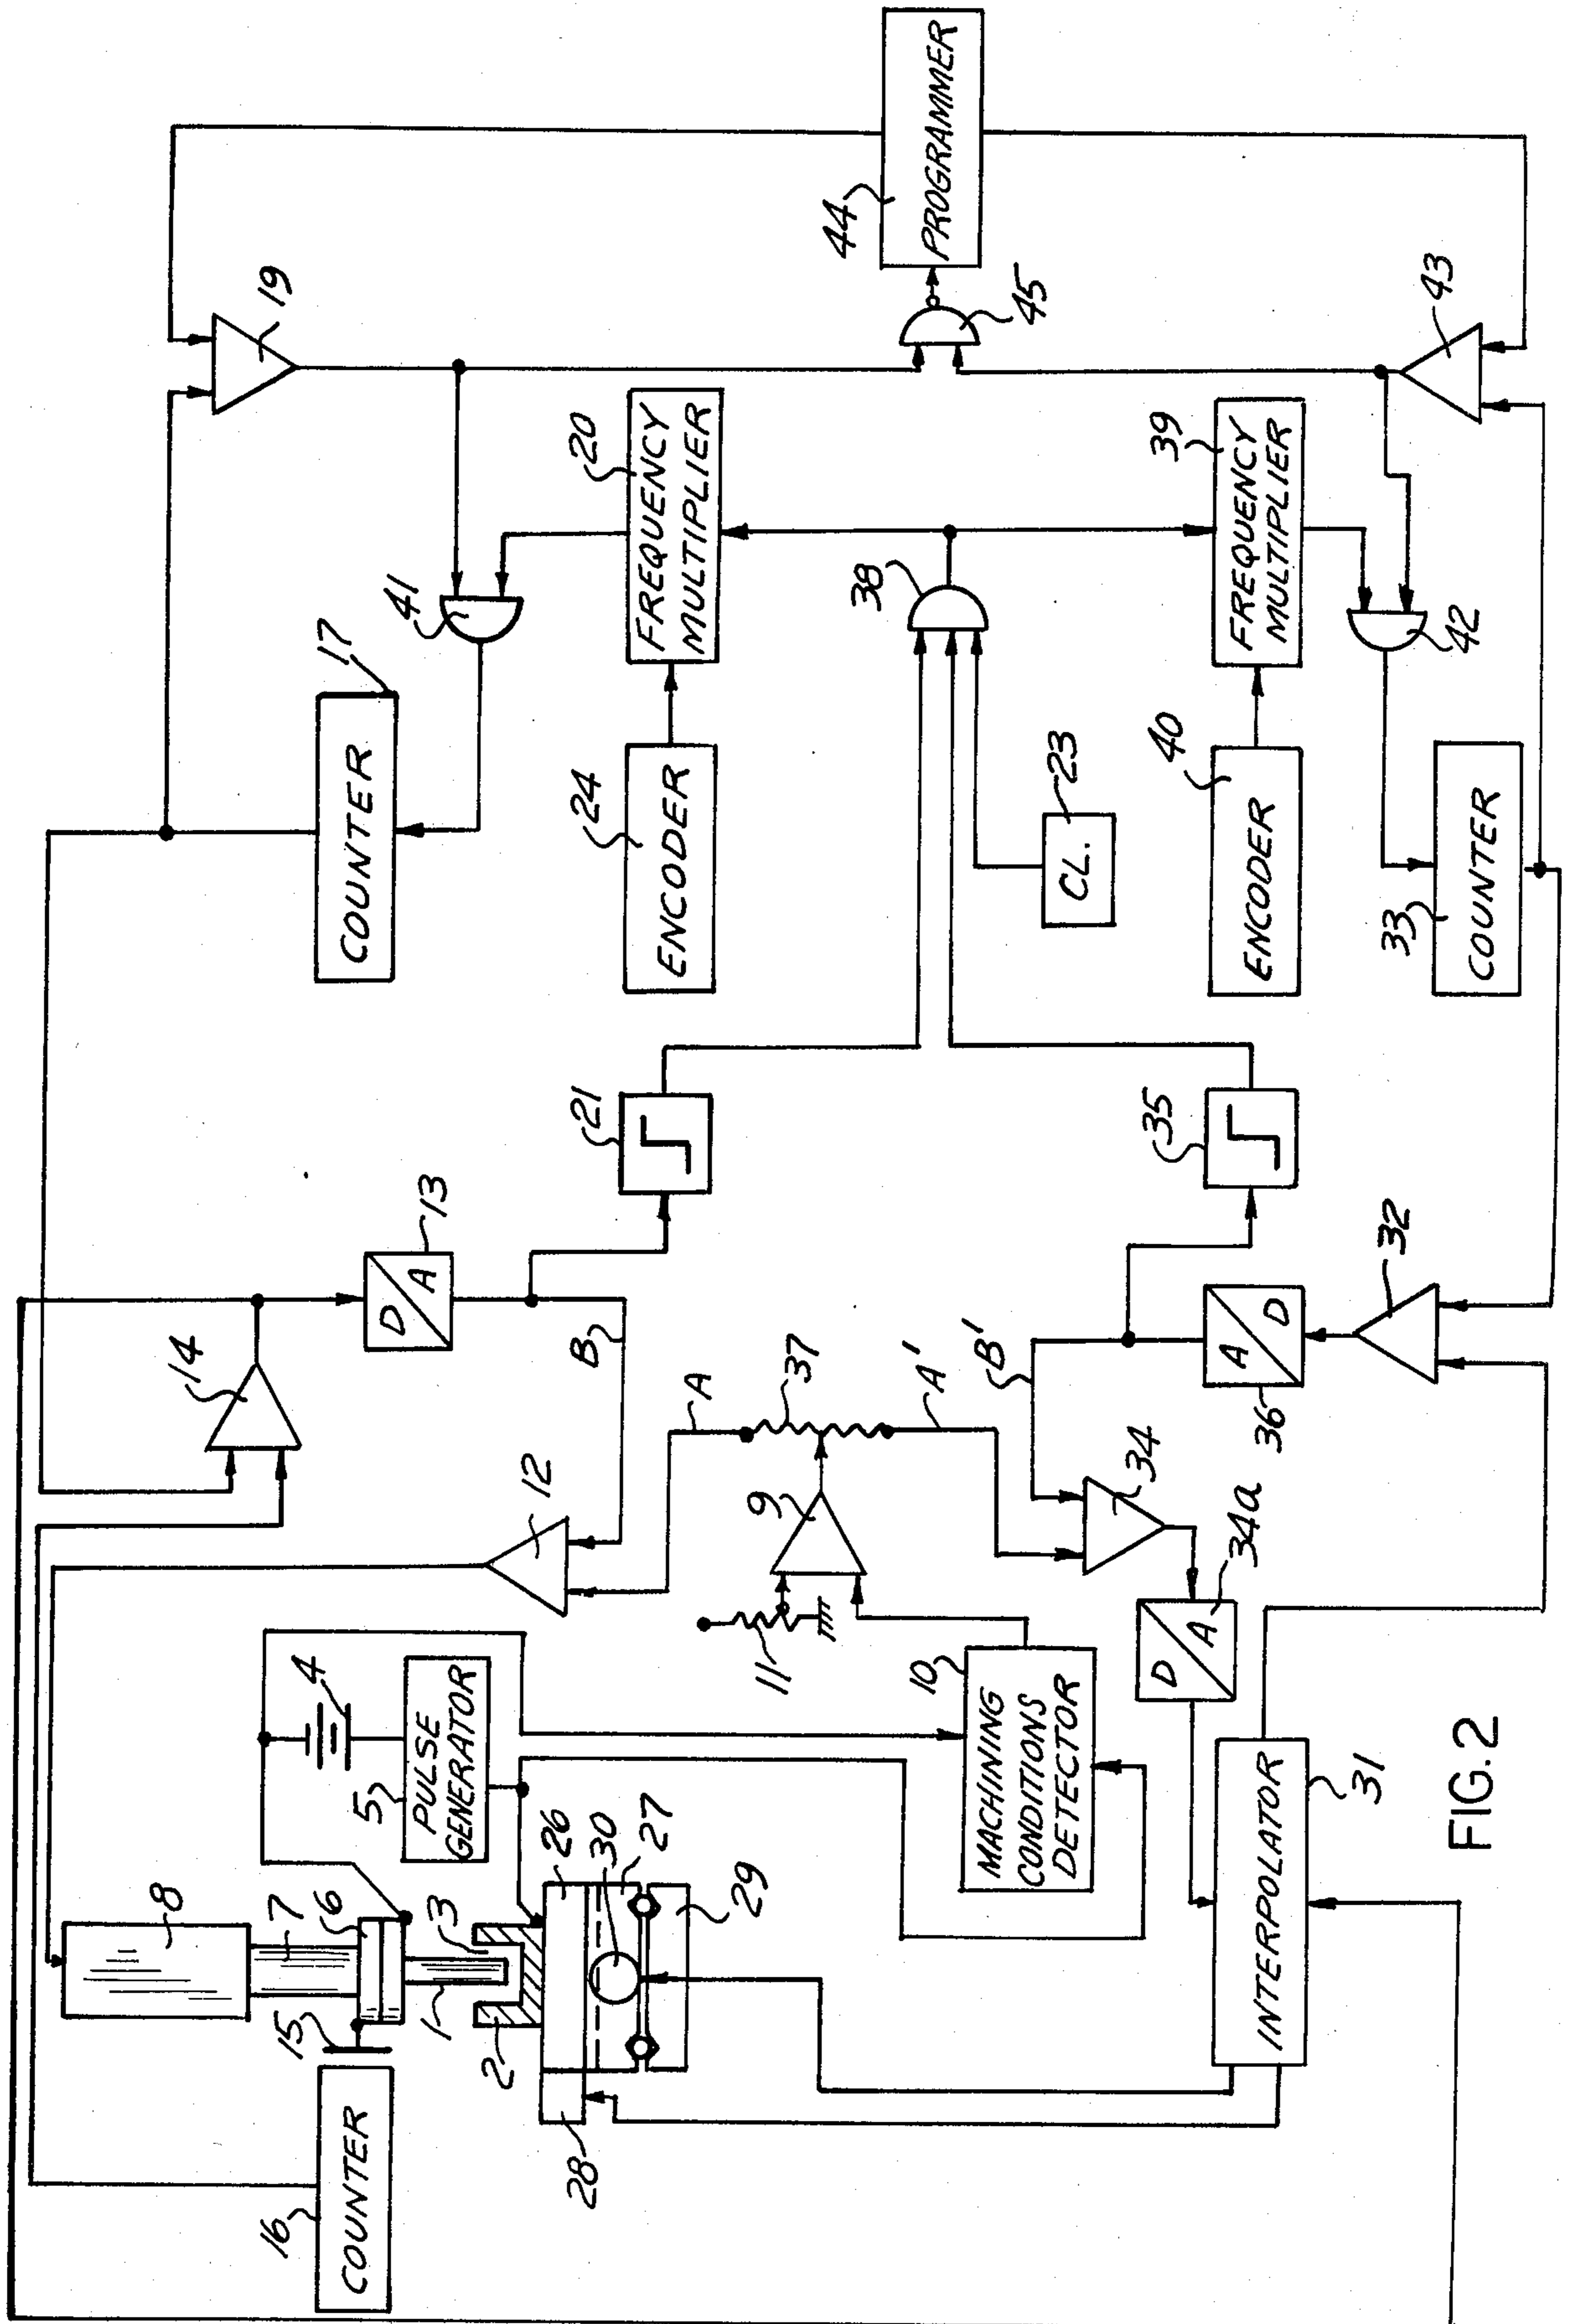 16
COUNTER
15
8
7
6
1
3
2
4
5
PULSE
GENERATOR
28
26
30
27
29
12
14
D/A
13
B
21
COUNTER
17
41
19
24
ENCODER
20
FREQUENCY
MULTIPLIER
10
MACHINING
CONDITIONS
DETECTOR
11
9
37
A
A'
B'
38
CL.
23
45
44
PROGRAMMER
34
34a
D/A
INTERPOLATOR
31
36
A/D
32
35
40
ENCODER
39
FREQUENCY
MULTIPLIER
33
COUNTER
42
43
FIG.2